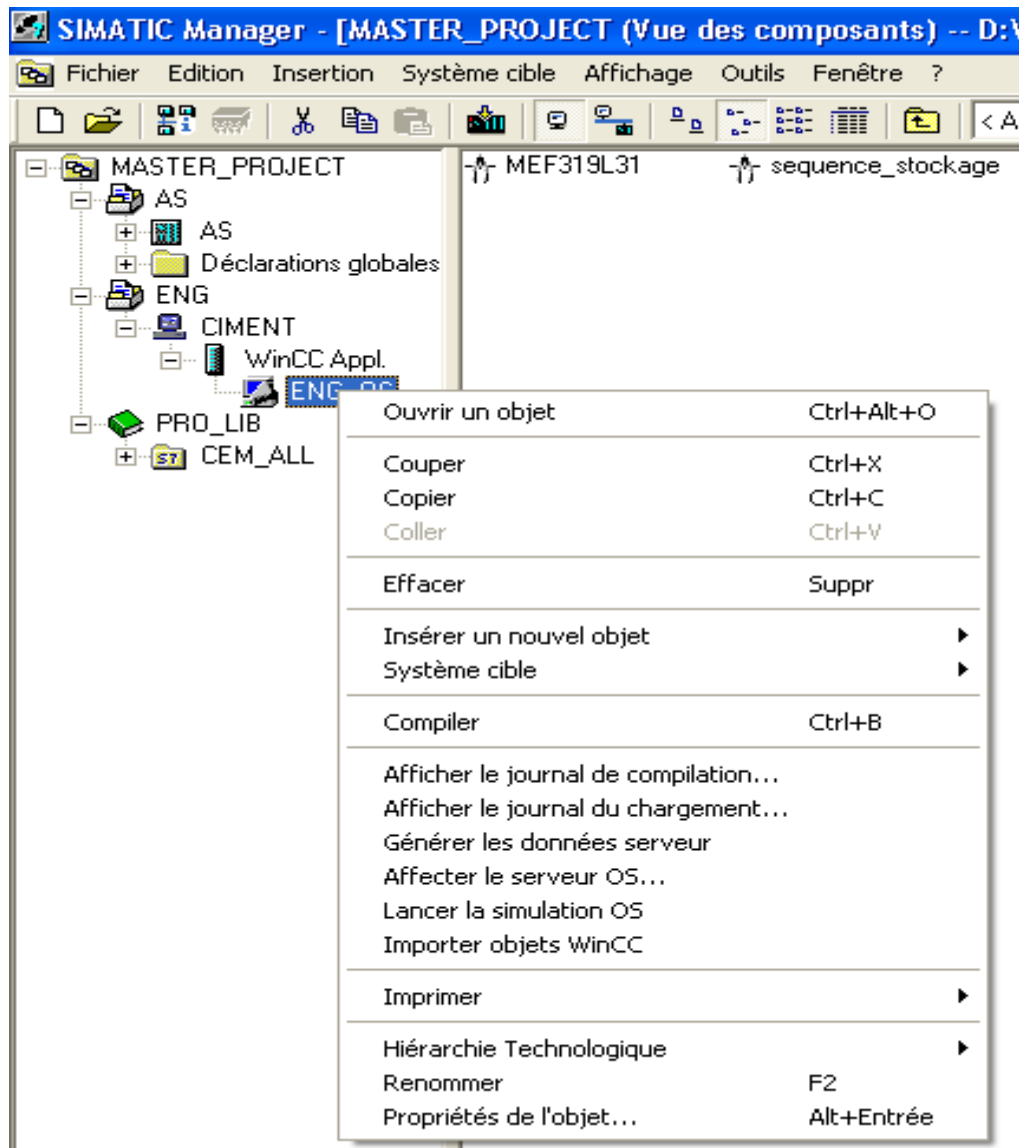 SIMATIC Manager - [MASTER_PROJECT (Vue des composants) -- D:\
Fichier Edition Insertion Système cible Affichage Outils Fenêtre ?
< A
MASTER_PROJECT
AS
AS
Déclarations globales
ENG
CIMENT
WinCC Appl.
ENG_OS
PRO_LIB
S7 CEM_ALL
MEF319L31 sequence_stockage
Ouvrir un objet Ctrl+Alt+O
Couper Ctrl+X
Copier Ctrl+C
Coller Ctrl+V
Effacer Suppr
Insérer un nouvel objet
Système cible
Compiler Ctrl+B
Afficher le journal de compilation...
Afficher le journal du chargement...
Générer les données serveur
Affecter le serveur OS...
Lancer la simulation OS
Importer objets WinCC
Imprimer
Hiérarchie Technologique
Renommer F2
Propriétés de l'objet... Alt+Entrée